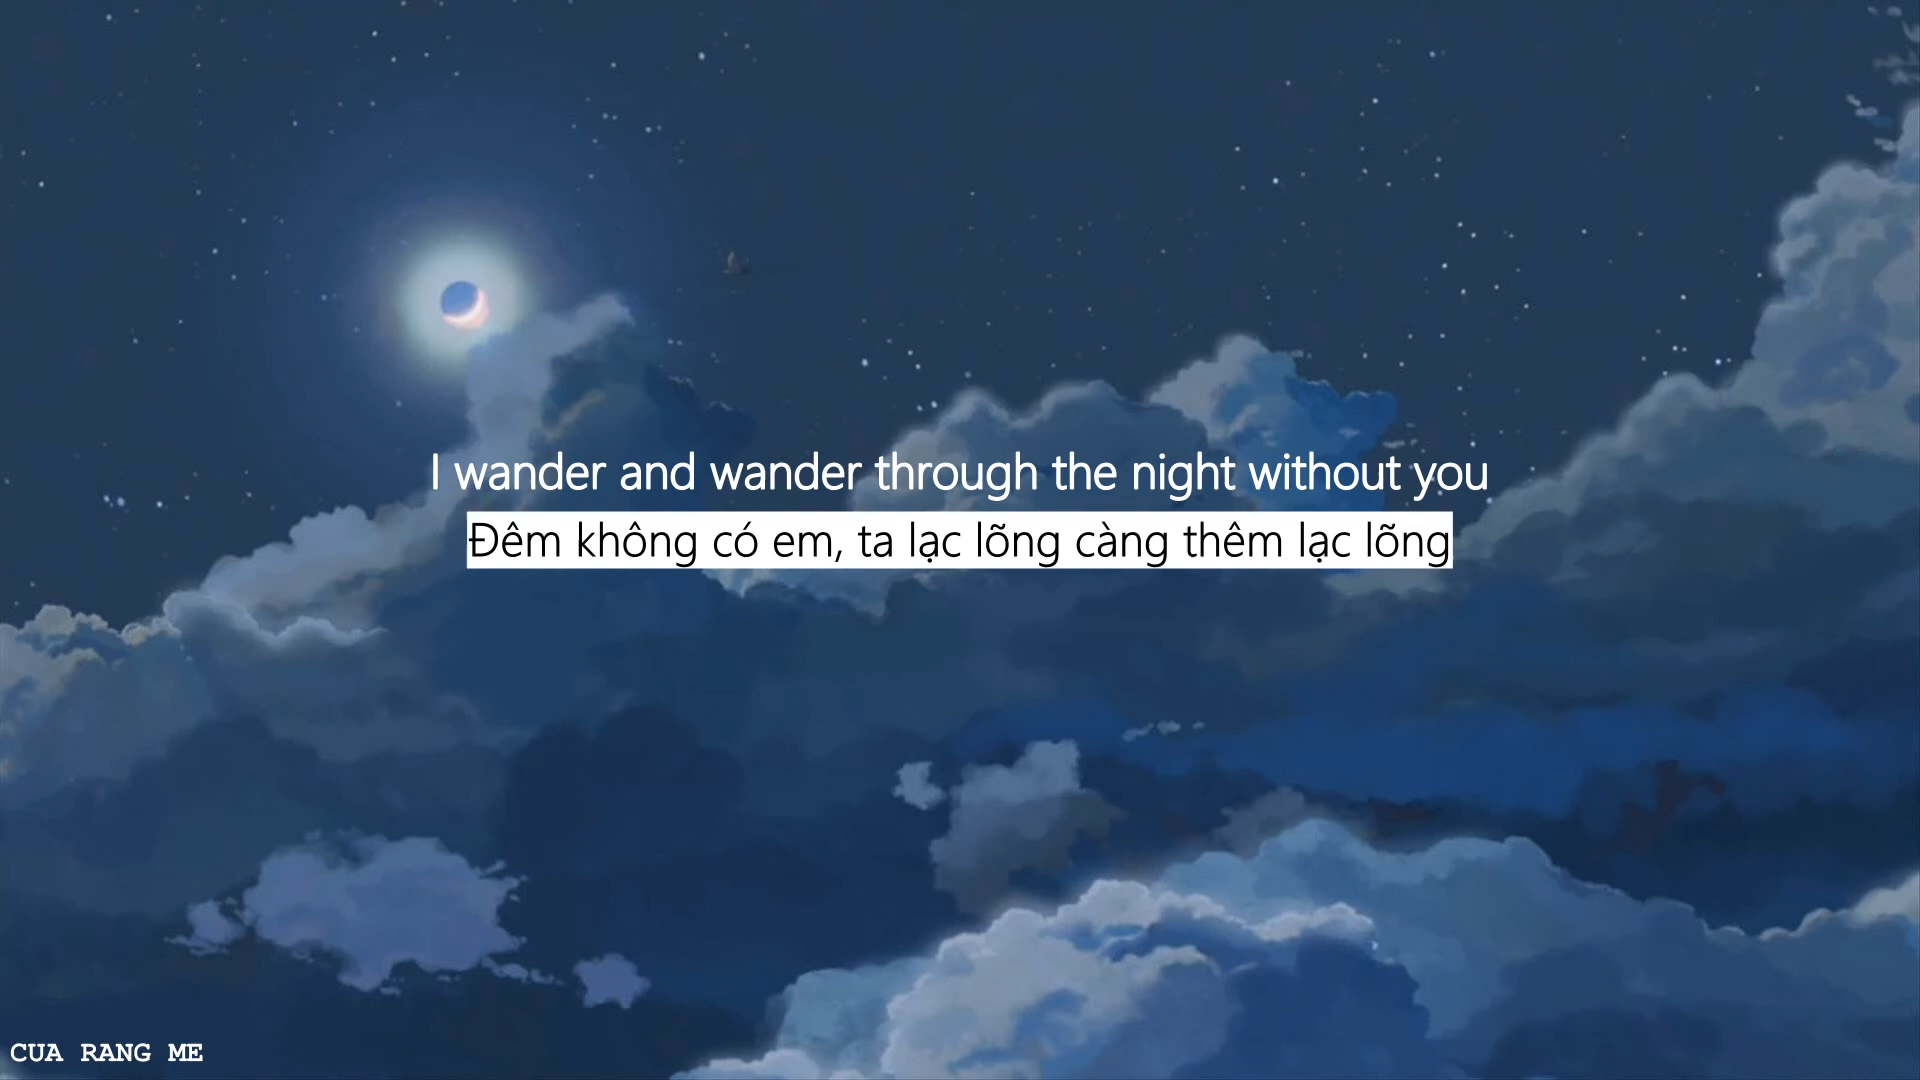 I wander and wander through the night without you
Đêm không có em, ta lạc lõng càng thêm lạc lõng
CUA RANG ME